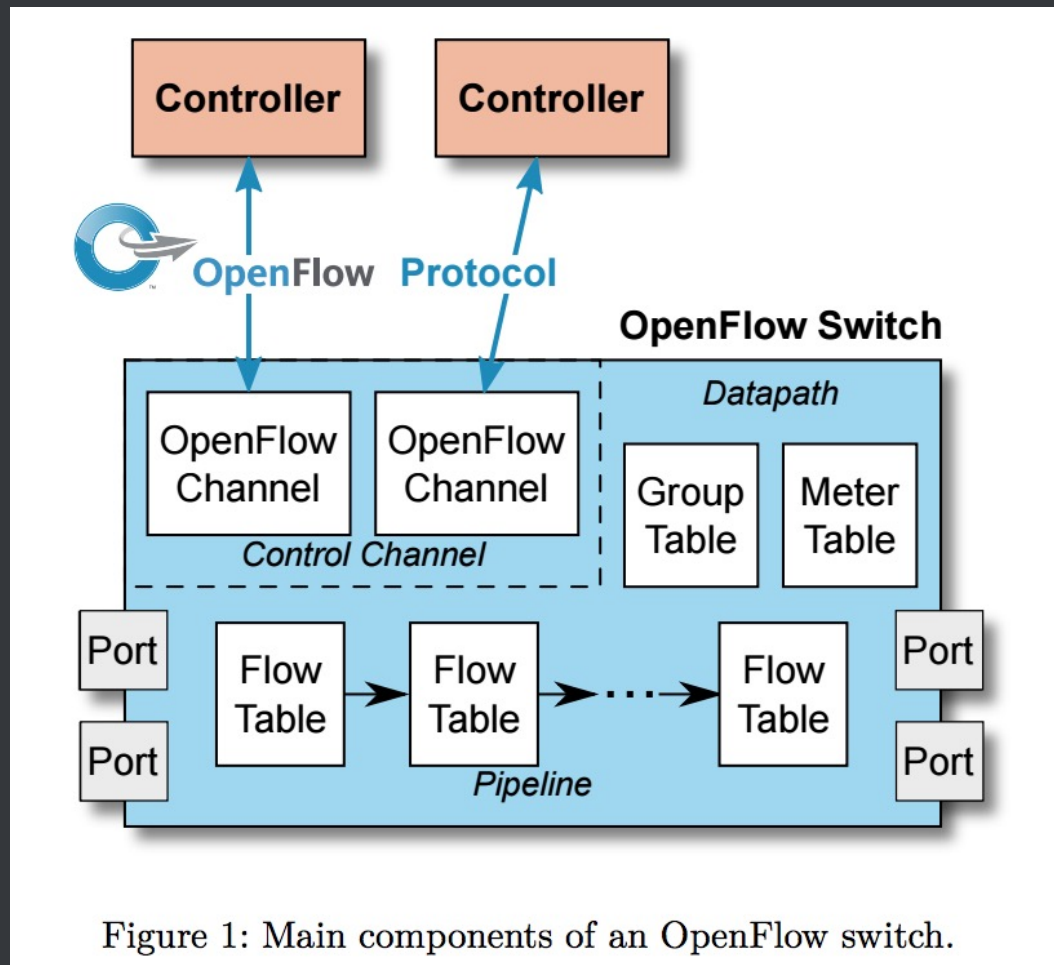 Controller
Controller
OpenFlow Protocol
™
OpenFlow Switch
Datapath
OpenFlow
Channel
OpenFlow
Channel
Control Channel
Group
Table
Meter
Table
Port
Port
Flow
Table
Flow
Table
...
Flow
Table
Port
Port
Pipeline
Figure 1: Main components of an OpenFlow switch.